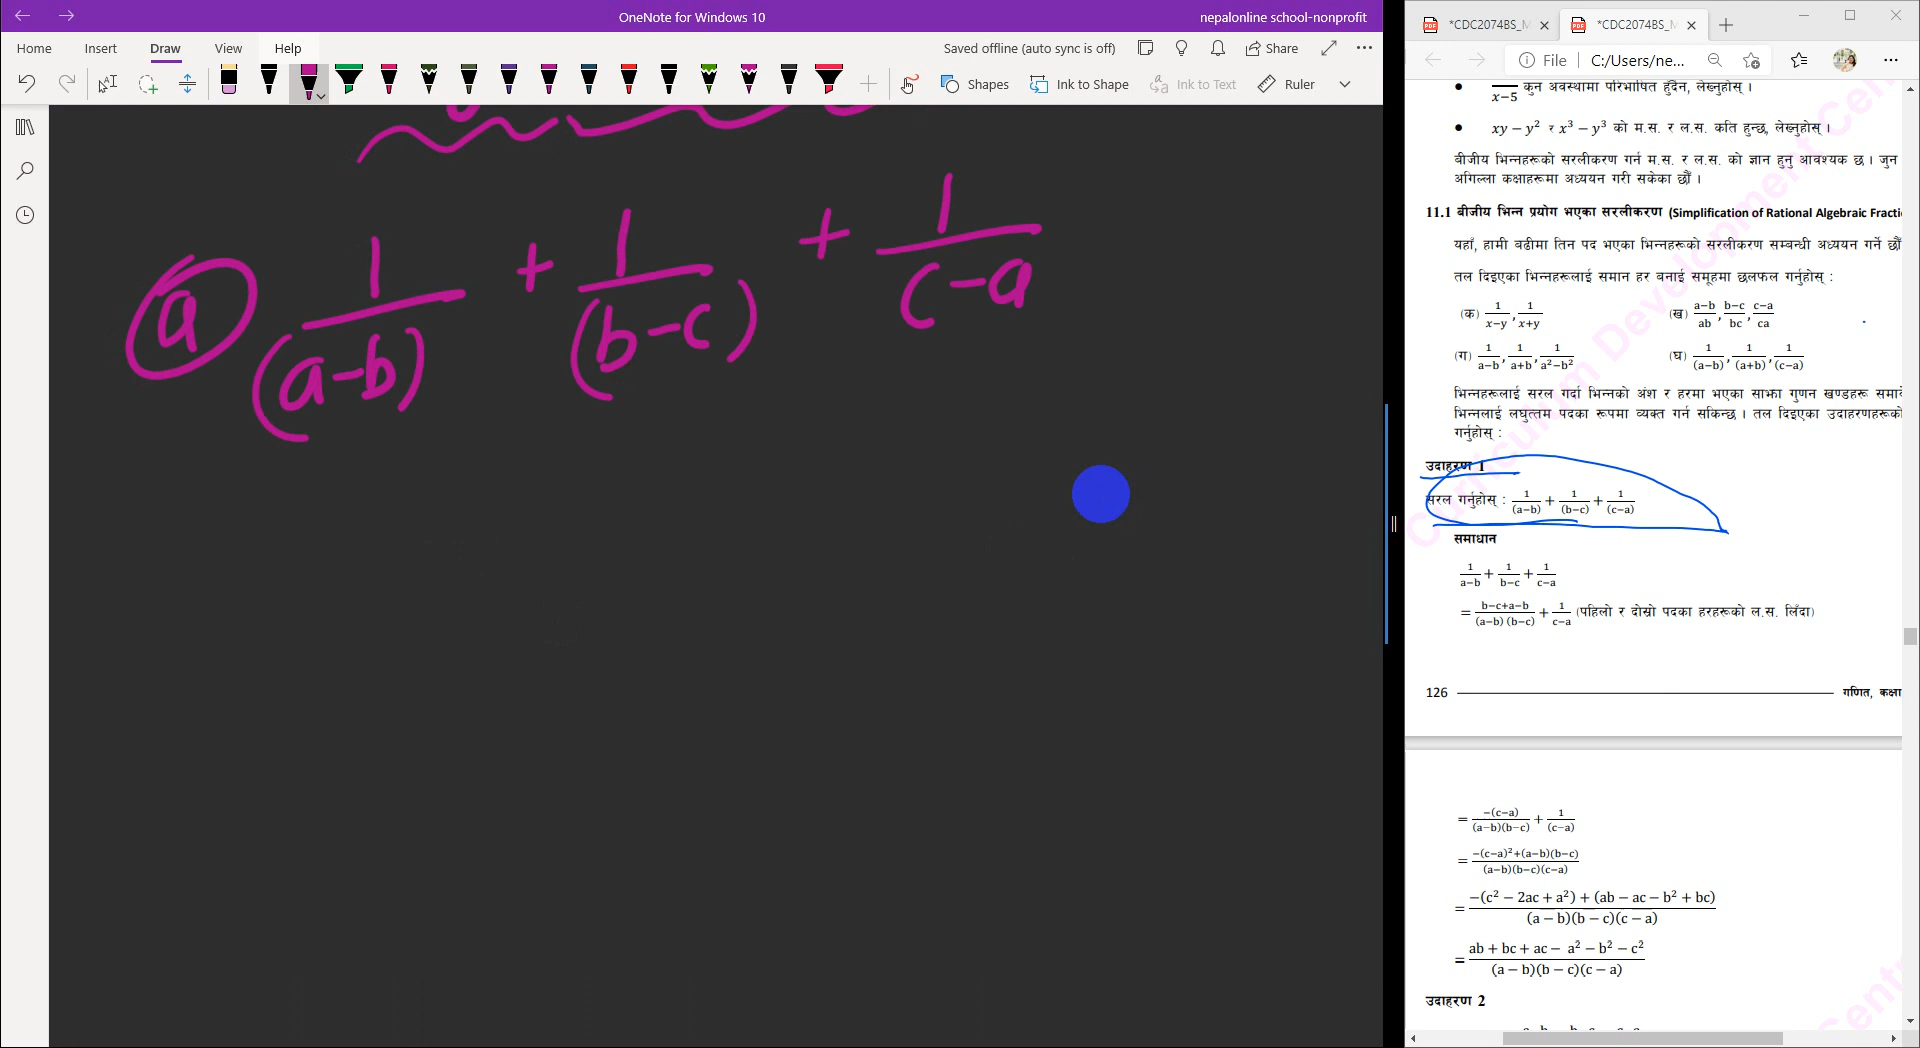 OneNote for Windows 10
nepalonline school-nonprofit
Home Insert Draw View Help
Saved offline (auto sync is off) Share
Shapes Ink to Shape Ink to Text Ruler
a 1/(a-b) + 1/(b-c) + 1/c-a
*CDC2074BS_M *CDC2074BS_M
File C:/Users/ne...
• x−5 कुन अवस्थामा परिभाषित हुँदैन, लेख्नुहोस् ।
• xy − y² र x³ − y³ को म.स. र ल.स. कति हुन्छ, लेख्नुहोस् ।
बीजीय भिन्नहरूको सरलीकरण गर्न म.स. र ल.स. को ज्ञान हुनु आवश्यक छ । जुन
अगिल्ला कक्षाहरूमा अध्ययन गरी सकेका छौँ ।
11.1 बीजीय भिन्न प्रयोग भएका सरलीकरण (Simplification of Rational Algebraic Fracti
यहाँ, हामी बढीमा तिन पद भएका भिन्नहरूको सरलीकरण सम्बन्धी अध्ययन गर्ने छौँ
तल दिइएका भिन्नहरूलाई समान हर बनाई समूहमा छलफल गर्नुहोस् :
(क) 1/x−y, 1/x+y (ख) a−b/ab, b−c/bc, c−a/ca
(ग) 1/a−b, 1/a+b, 1/a²−b² (घ) 1/(a−b), 1/(a+b), 1/(c−a)
भिन्नहरूलाई सरल गर्दा भिन्नको अंश र हरमा भएका साझा गुणन खण्डहरू
भिन्नलाई लघुत्तम पदका रूपमा व्यक्त गर्न सकिन्छ । तल दिइएका उदाहरणहरूको
गर्नुहोस् :
उदाहरण 1
सरल गर्नुहोस् : 1/(a−b) + 1/(b−c) + 1/(c−a)
समाधान
1/a−b + 1/b−c + 1/c−a
= b−c+a−b/(a−b)(b−c) + 1/c−a (पहिलो र दोस्रो पदका हरहरूको ल.स. लिँदा)
126 गणित, कक्षा
= −(c−a)/(a−b)(b−c) + 1/(c−a)
= −(c−a)²+(a−b)(b−c)/(a−b)(b−c)(c−a)
= −(c² − 2ac + a²) + (ab − ac − b² + bc)/(a − b)(b − c)(c − a)
= ab + bc + ac − a² − b² − c²/(a − b)(b − c)(c − a)
उदाहरण 2